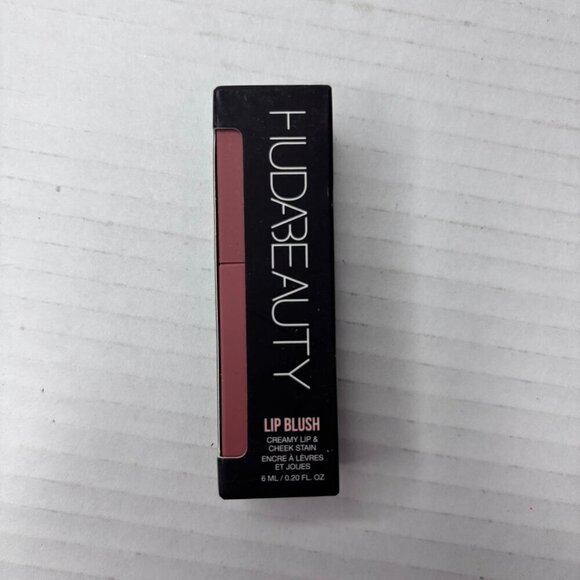 HUDABEAUTY
LIP BLUSH
CREAMY LIP &
CHEEK STAIN
ENCRE À LÈVRES
ET JOUES
6 ML / 0.20 FL. OZ